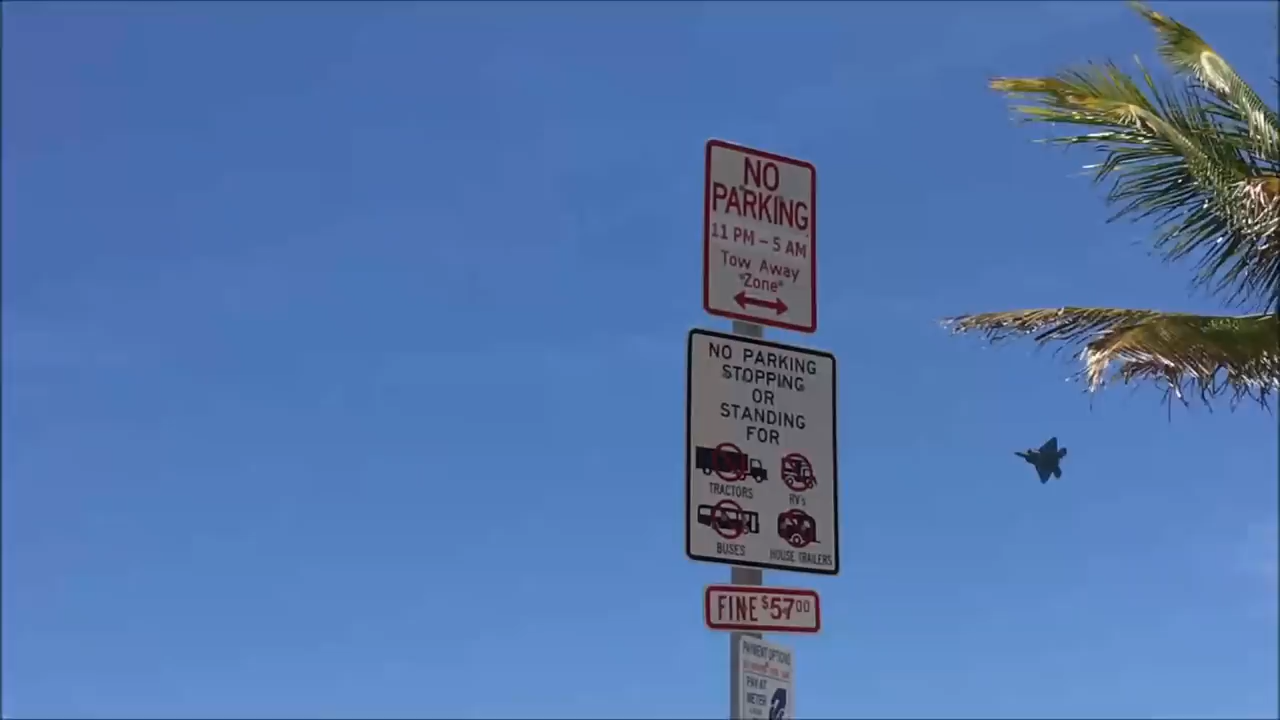 NO
PARKING
11 PM – 5 AM
Tow Away
"Zone"
NO PARKING
STOPPING
OR
STANDING
FOR
TRACTORS
RV's
BUSES
HOUSE TRAILERS
FINE $57.00
PAYMENT OPTIONS
PAY AT
METER